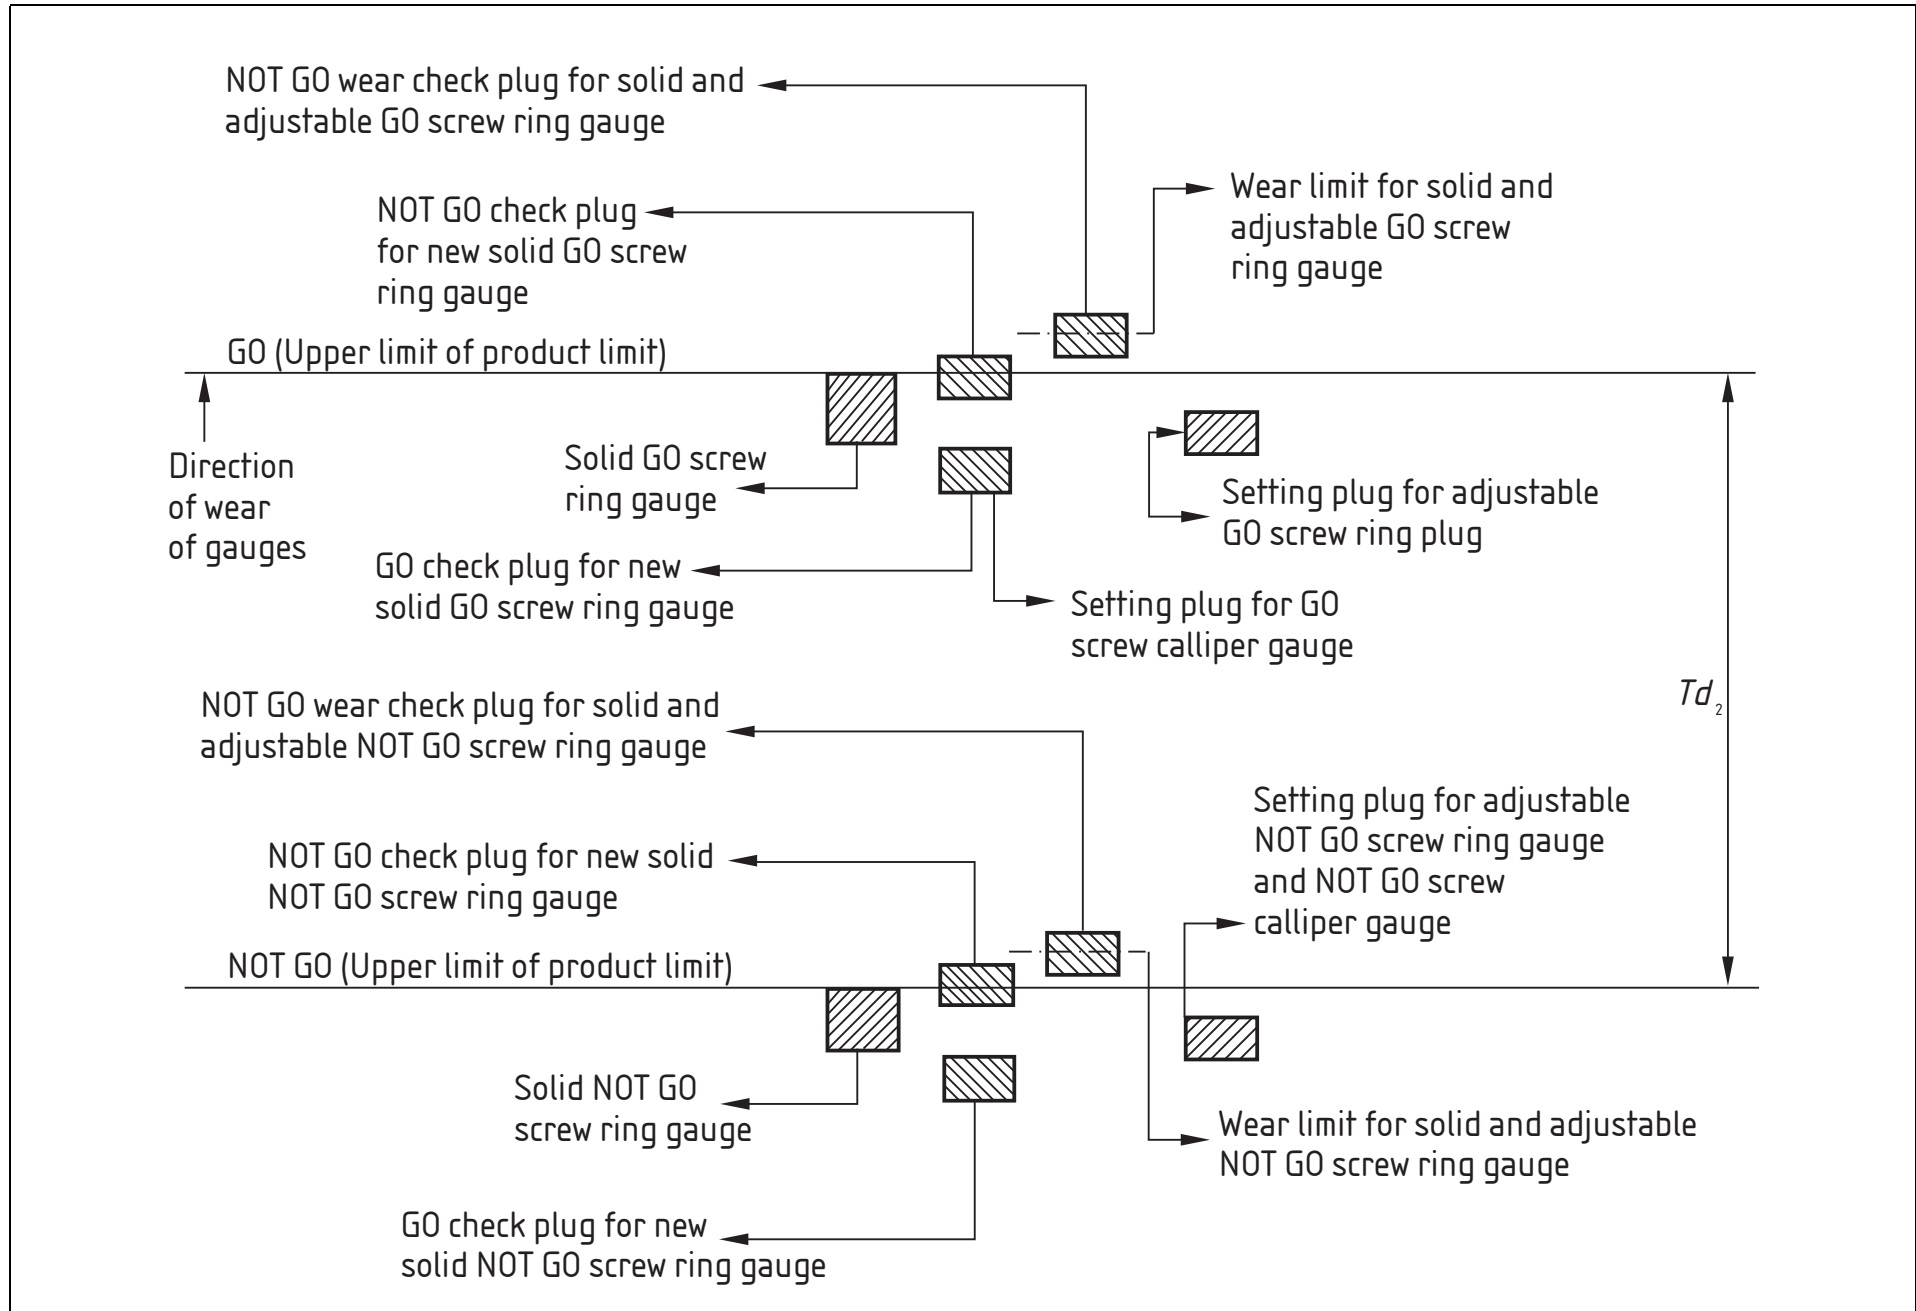 NOT GO wear check plug for solid and
adjustable GO screw ring gauge
Wear limit for solid and
adjustable GO screw
ring gauge
NOT GO check plug
for new solid GO screw
ring gauge
GO (Upper limit of product limit)
Direction
of wear
of gauges
Solid GO screw
ring gauge
Setting plug for adjustable
GO screw ring plug
GO check plug for new
solid GO screw ring gauge
Setting plug for GO
screw calliper gauge
Td2
NOT GO wear check plug for solid and
adjustable NOT GO screw ring gauge
Setting plug for adjustable
NOT GO screw ring gauge
and NOT GO screw
calliper gauge
NOT GO check plug for new solid
NOT GO screw ring gauge
NOT GO (Upper limit of product limit)
Solid NOT GO
screw ring gauge
Wear limit for solid and adjustable
NOT GO screw ring gauge
GO check plug for new
solid NOT GO screw ring gauge